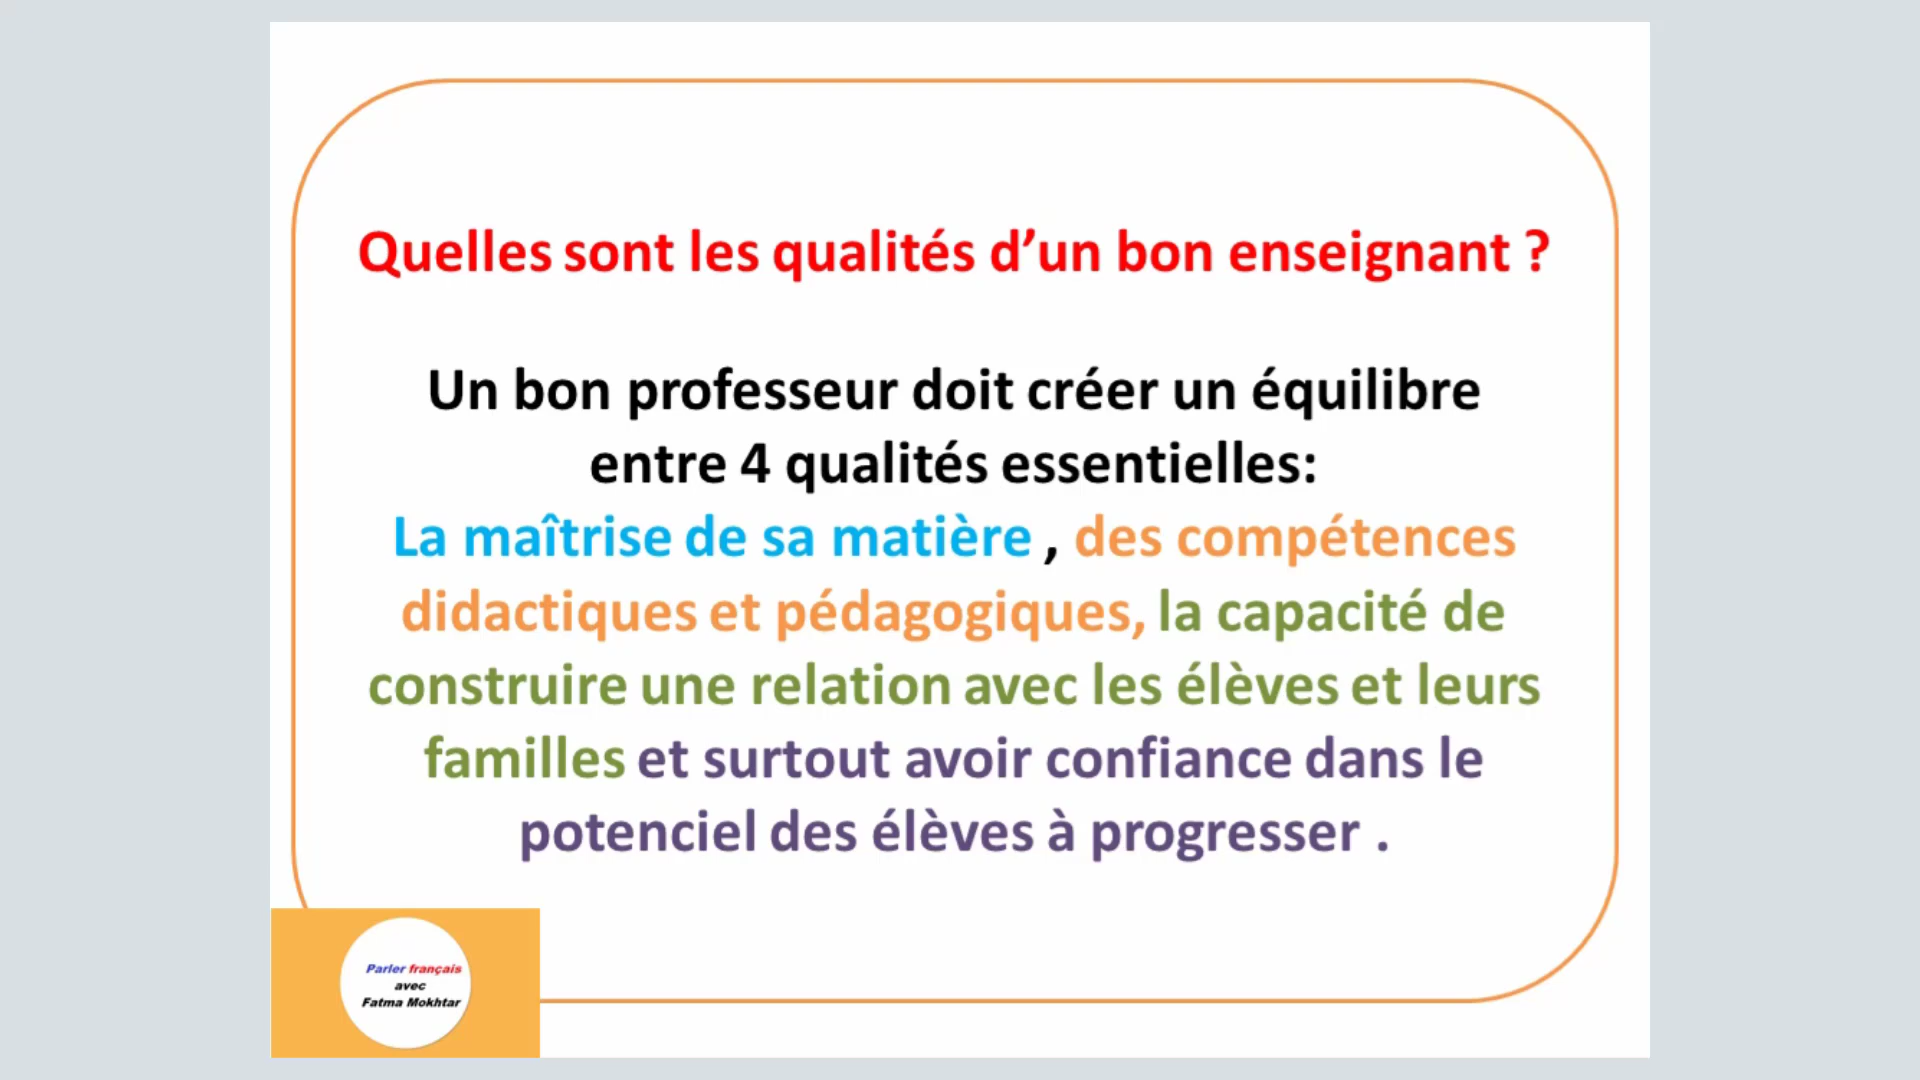 Quelles sont les qualités d’un bon enseignant ?
Un bon professeur doit créer un équilibre
entre 4 qualités essentielles:
La maîtrise de sa matière , des compétences
didactiques et pédagogiques, la capacité de
construire une relation avec les élèves et leurs
familles et surtout avoir confiance dans le
potenciel des élèves à progresser .
Parler français
avec
Fatma Mokhtar